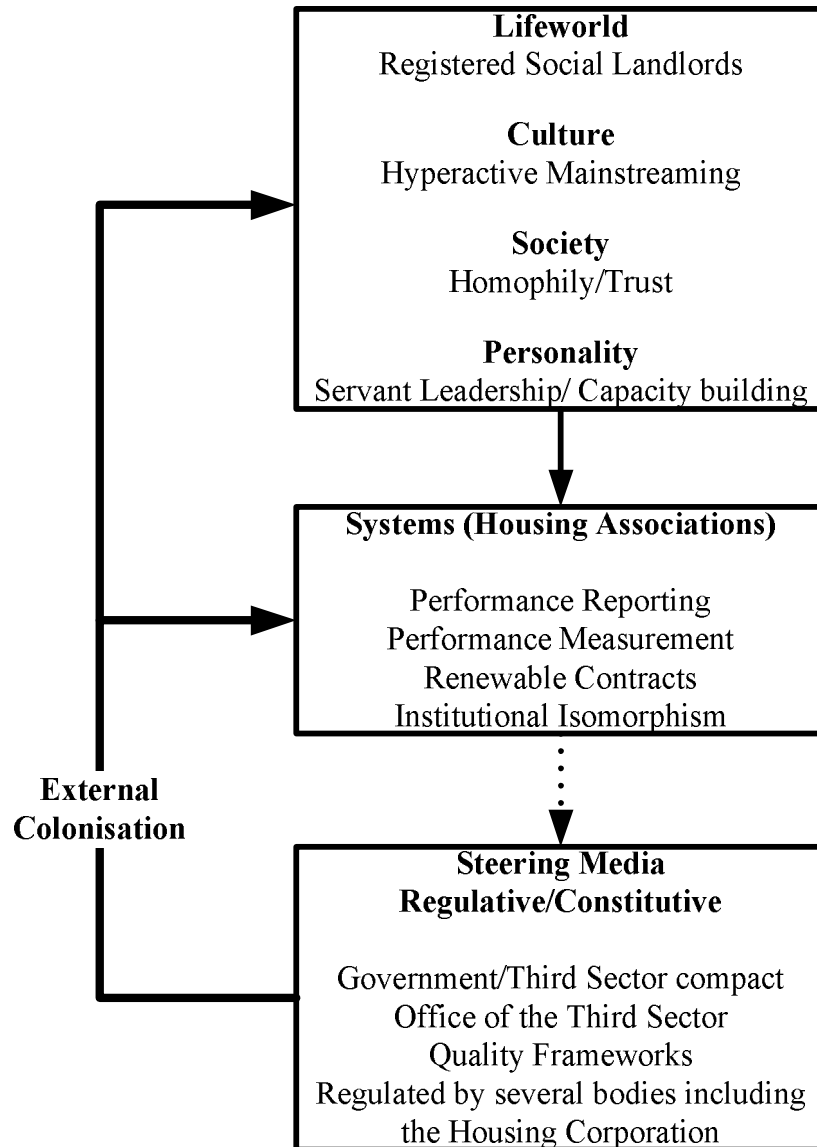 Lifeworld
Registered Social Landlords
Culture
Hyperactive Mainstreaming
Society
Homophily/Trust
Personality
Servant Leadership/ Capacity building
Systems (Housing Associations)
Performance Reporting
Performance Measurement
Renewable Contracts
Institutional Isomorphism
External
Colonisation
Steering Media
Regulative/Constitutive
Government/Third Sector compact
Office of the Third Sector
Quality Frameworks
Regulated by several bodies including
the Housing Corporation